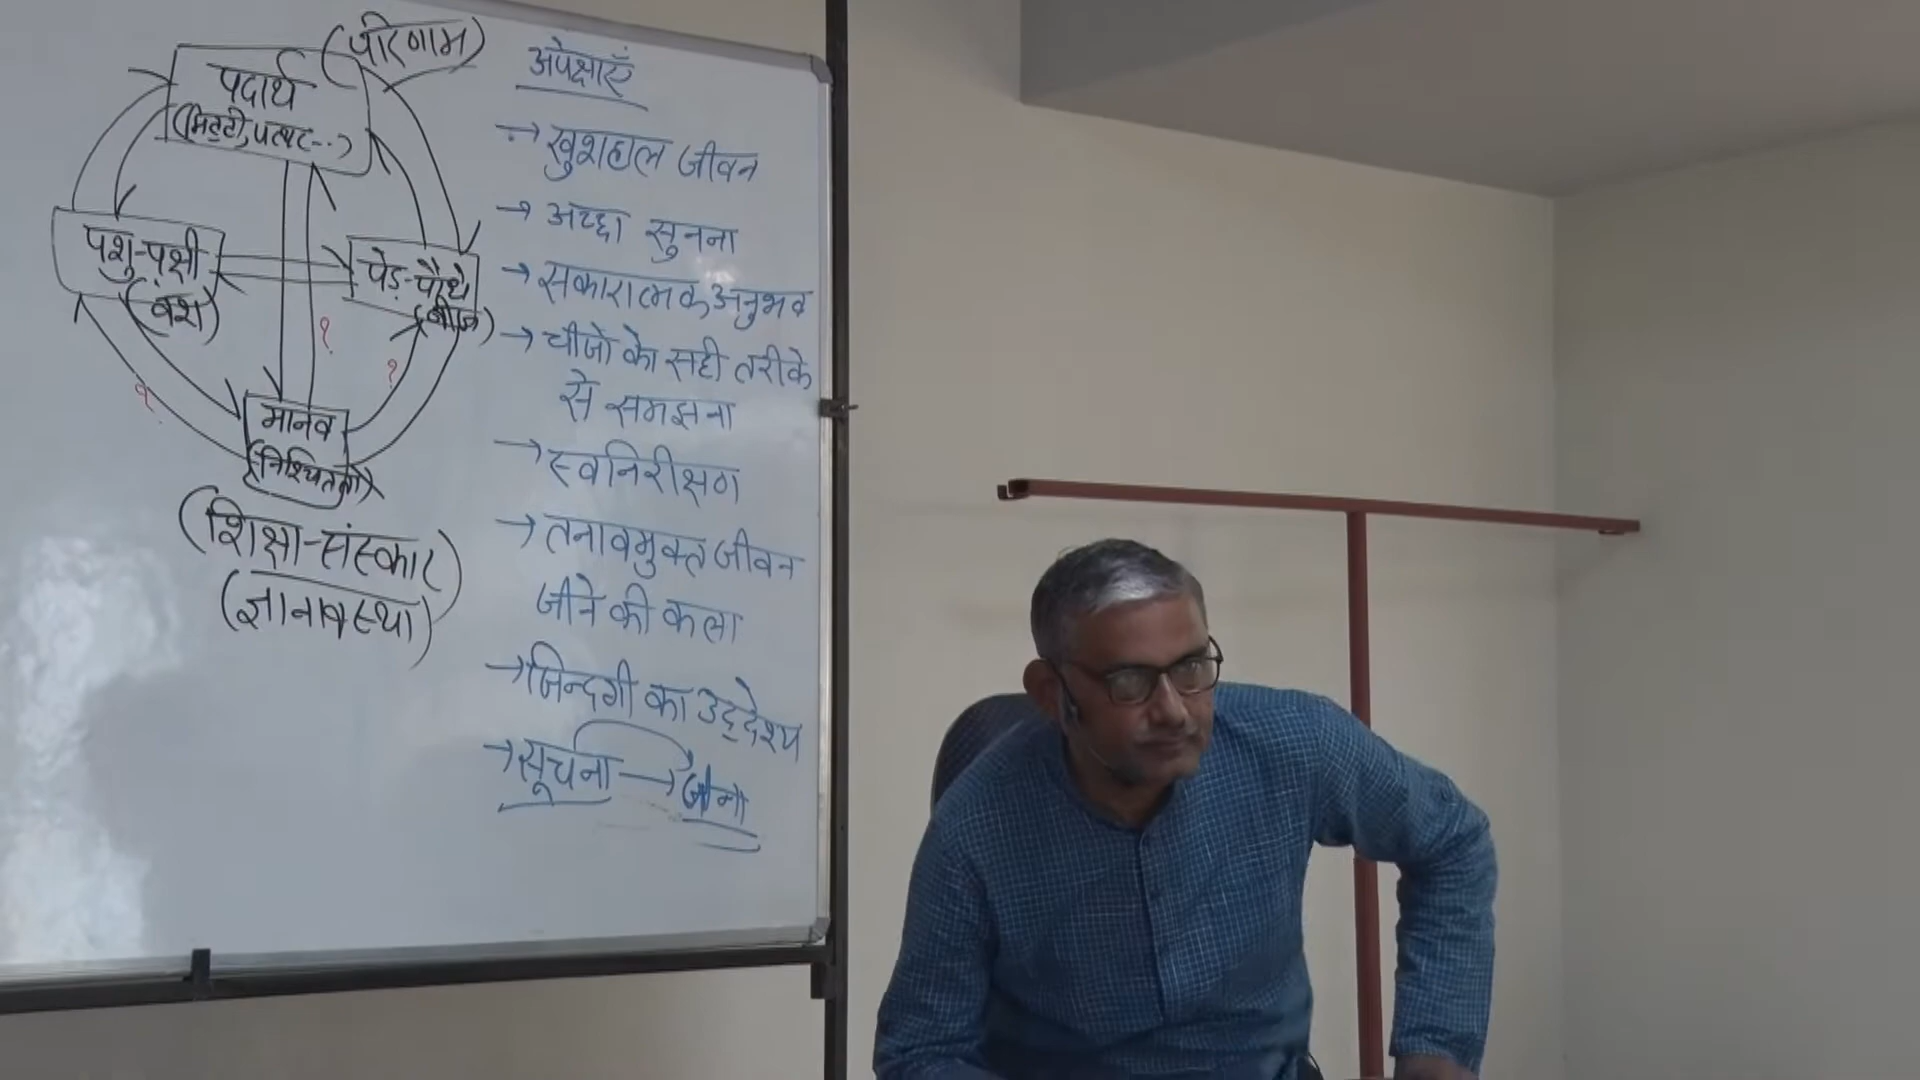 (परिणाम)
पदार्थ
(मिट्टी, पत्थर--)
पशु-पक्षी
(वंश)
पेड़-पौधे
(बीज)
?
?
?
मानव
(निश्चितता)
(शिक्षा-संस्कार)
(ज्ञानावस्था)
अपेक्षाएँ
→ खुशहाल जीवन
→ अच्छा सुनना
→ सकारात्मक अनुभव
→ चीजों को सही तरीके
से समझना
→ स्वनिरीक्षण
→ तनावमुक्त जीवन
जीने की कला
→ जिन्दगी का उद्देश्य
→ सूचना →